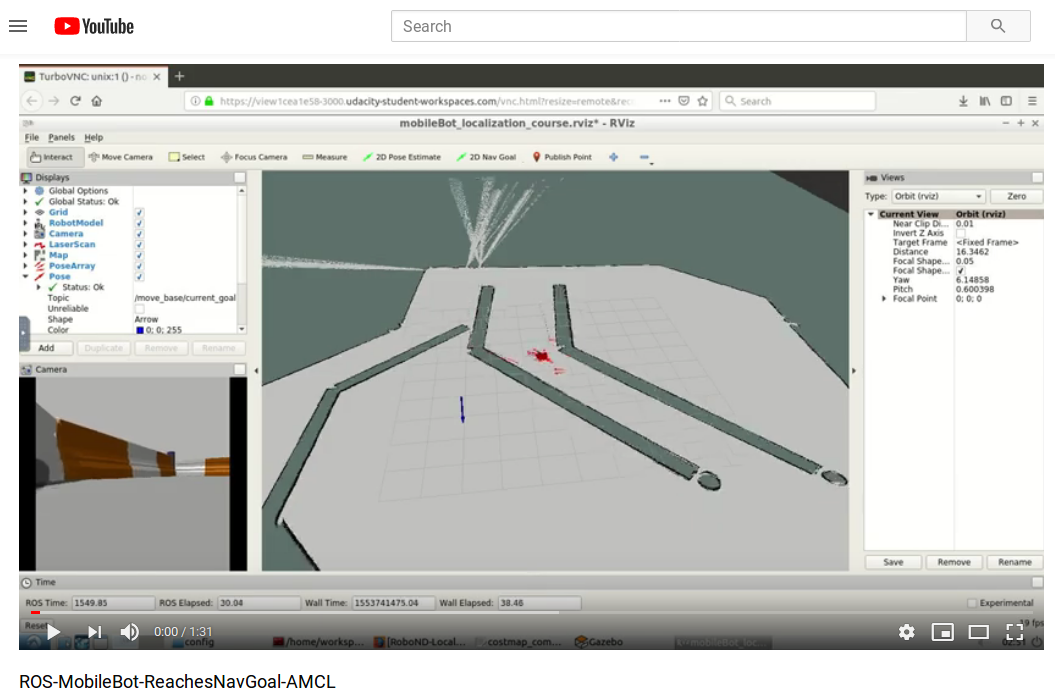 YouTube
Search
TurboVNC: unix:1 () - no
https://view1cea1e58-3000.udacity-student-workspaces.com/vnc.html?resize=remote&rec
Search
mobileBot_localization_course.rviz* - RViz
File Panels Help
Interact Move Camera Select Focus Camera Measure 2D Pose Estimate 2D Nav Goal Publish Point
Displays
Global Options
Global Status: Ok
Grid
RobotModel
Camera
LaserScan
Map
PoseArray
Pose
Status: Ok
Topic /move_base/current_goal
Unreliable
Shape Arrow
Color 0; 0; 255
Add Duplicate Remove Rename
Camera
Views
Type: Orbit (rviz) Zero
Current View Orbit (rviz)
Near Clip Di... 0.01
Invert Z Axis
Target Frame <Fixed Frame>
Distance 16.3462
Focal Shape... 0.05
Focal Shape...
Yaw 6.14858
Pitch 0.600398
Focal Point 0; 0; 0
Save Remove Rename
Time
ROS Time: 1549.85 ROS Elapsed: 30.04 Wall Time: 1553741475.04 Wall Elapsed: 38.46 Experimental
Reset 19 fps
0:00 / 1:31
config /home/worksp... [RoboND-Local... costmap_com... Gazebo mobileBot_loc...
ROS-MobileBot-ReachesNavGoal-AMCL